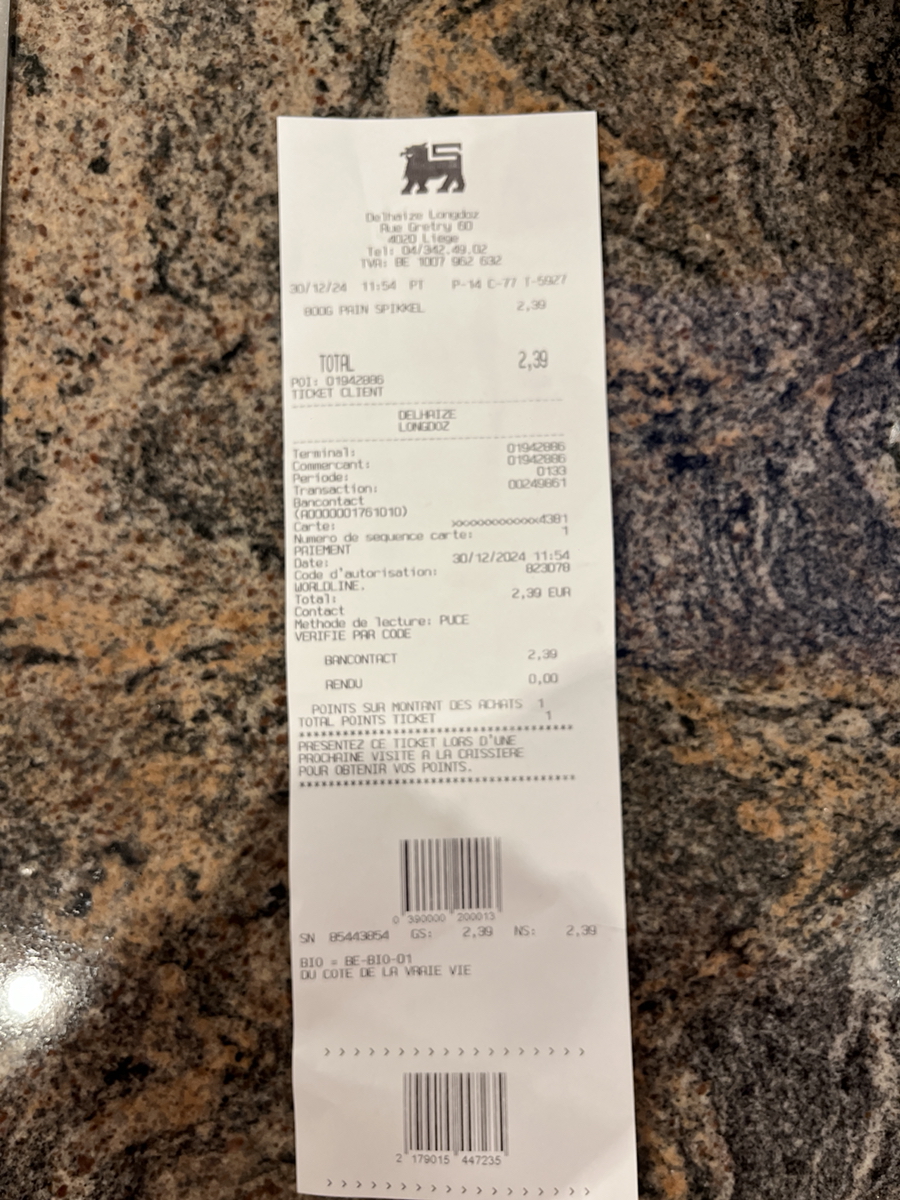 Delhaize Longdoz
Rue Gretry 60
4020 Liege
Tel: 04/342.49.02
TVA: BE 1007 962 632
30/12/24 11:54 PT P-14 C-77 T-5927
800G PAIN SPIKKEL 2,39
TOTAL 2,39
POI: 01942886
TICKET CLIENT
DELHAIZE
LONGDOZ
Terminal: 01942886
Commercant: 01942886
Periode: 0133
Transaction: 00249861
Bancontact
(A0000001761010)
Carte: xxxxxxxxxxxxx4381
Numero de sequence carte: 1
PAIEMENT
Date: 30/12/2024 11:54
Code d'autorisation: 823078
WORLDLINE.
Total: 2,39 EUR
Contact
Methode de lecture: PUCE
VERIFIE PAR CODE
BANCONTACT 2,39
RENDU 0,00
POINTS SUR MONTANT DES ACHATS 1
TOTAL POINTS TICKET 1
****************************************
PRESENTEZ CE TICKET LORS D'UNE
PROCHAINE VISITE A LA CAISSIERE
POUR OBTENIR VOS POINTS.
****************************************
0 390000 200013
SN 85443854 GS: 2,39 NS: 2,39
BIO = BE-BIO-01
DU COTE DE LA VRAIE VIE
> > > > > > > > > > > > > > > > > >
2 179015 447235
> > > > > > > > > > > > > > > > > >